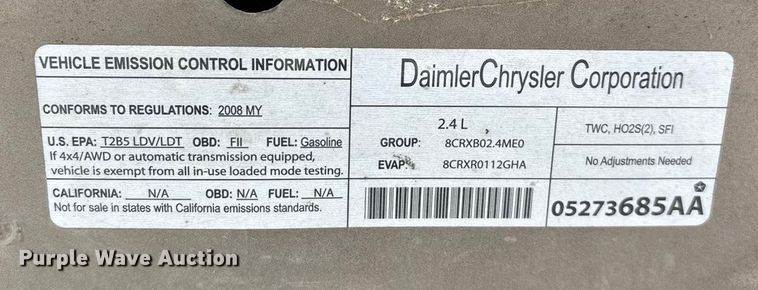 VEHICLE EMISSION CONTROL INFORMATION
CONFORMS TO REGULATIONS: 2008 MY
U.S. EPA: T2B5 LDV/LDT OBD: FII FUEL: Gasoline
If 4x4/AWD or automatic transmission equipped,
vehicle is exempt from all in-use loaded mode testing.
CALIFORNIA: N/A OBD: N/A FUEL: N/A
Not for sale in states with California emissions standards.
DaimlerChrysler Corporation
2.4 L ,
GROUP: 8CRXB02.4ME0
EVAP: 8CRXR0112GHA
TWC, HO2S(2), SFI
No Adjustments Needed
05273685AA
Purple Wave Auction